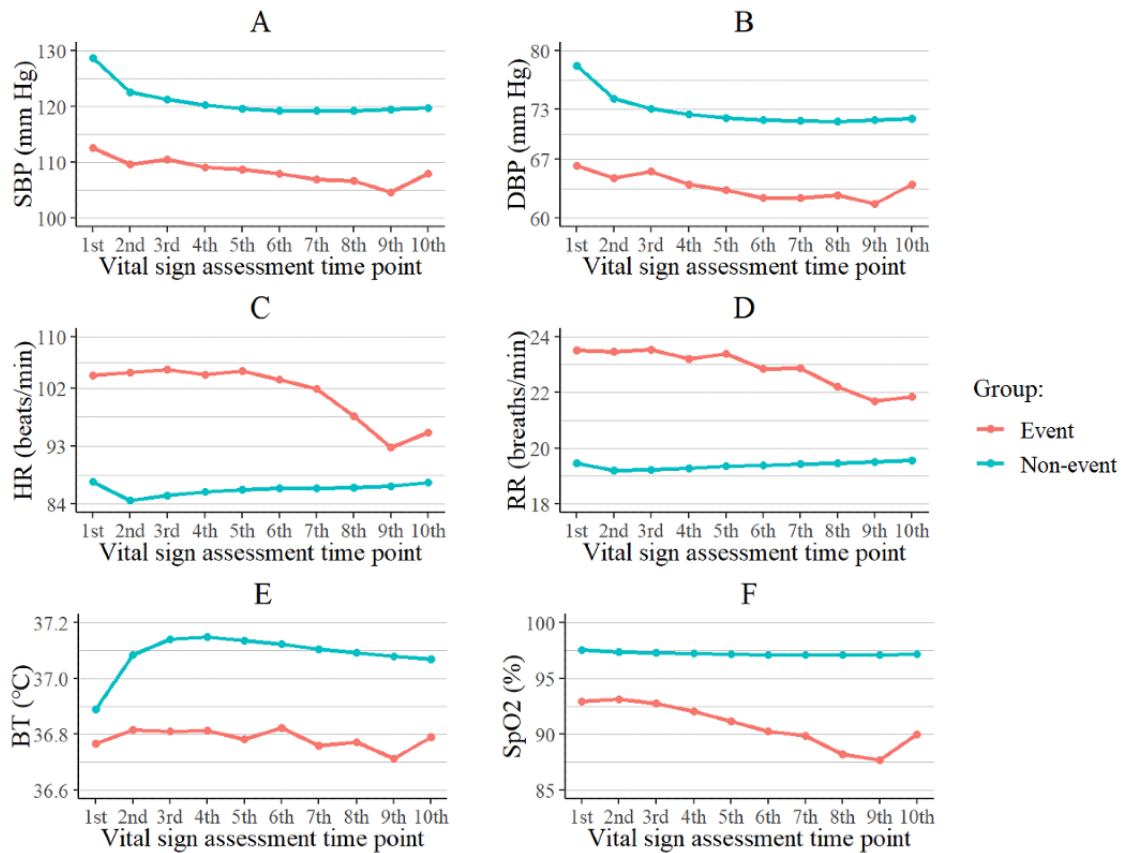 A
SBP (mm Hg)
130
120
110
100
1st 2nd 3rd 4th 5th 6th 7th 8th 9th 10th
Vital sign assessment time point
B
DBP (mm Hg)
80
73
67
60
1st 2nd 3rd 4th 5th 6th 7th 8th 9th 10th
Vital sign assessment time point
C
HR (beats/min)
110
102
93
84
1st 2nd 3rd 4th 5th 6th 7th 8th 9th 10th
Vital sign assessment time point
D
RR (breaths/min)
24
22
20
18
1st 2nd 3rd 4th 5th 6th 7th 8th 9th 10th
Vital sign assessment time point
Group:
Event
Non-event
E
BT (°C)
37.2
37.0
36.8
36.6
1st 2nd 3rd 4th 5th 6th 7th 8th 9th 10th
Vital sign assessment time point
F
SpO2 (%)
100
95
90
85
1st 2nd 3rd 4th 5th 6th 7th 8th 9th 10th
Vital sign assessment time point